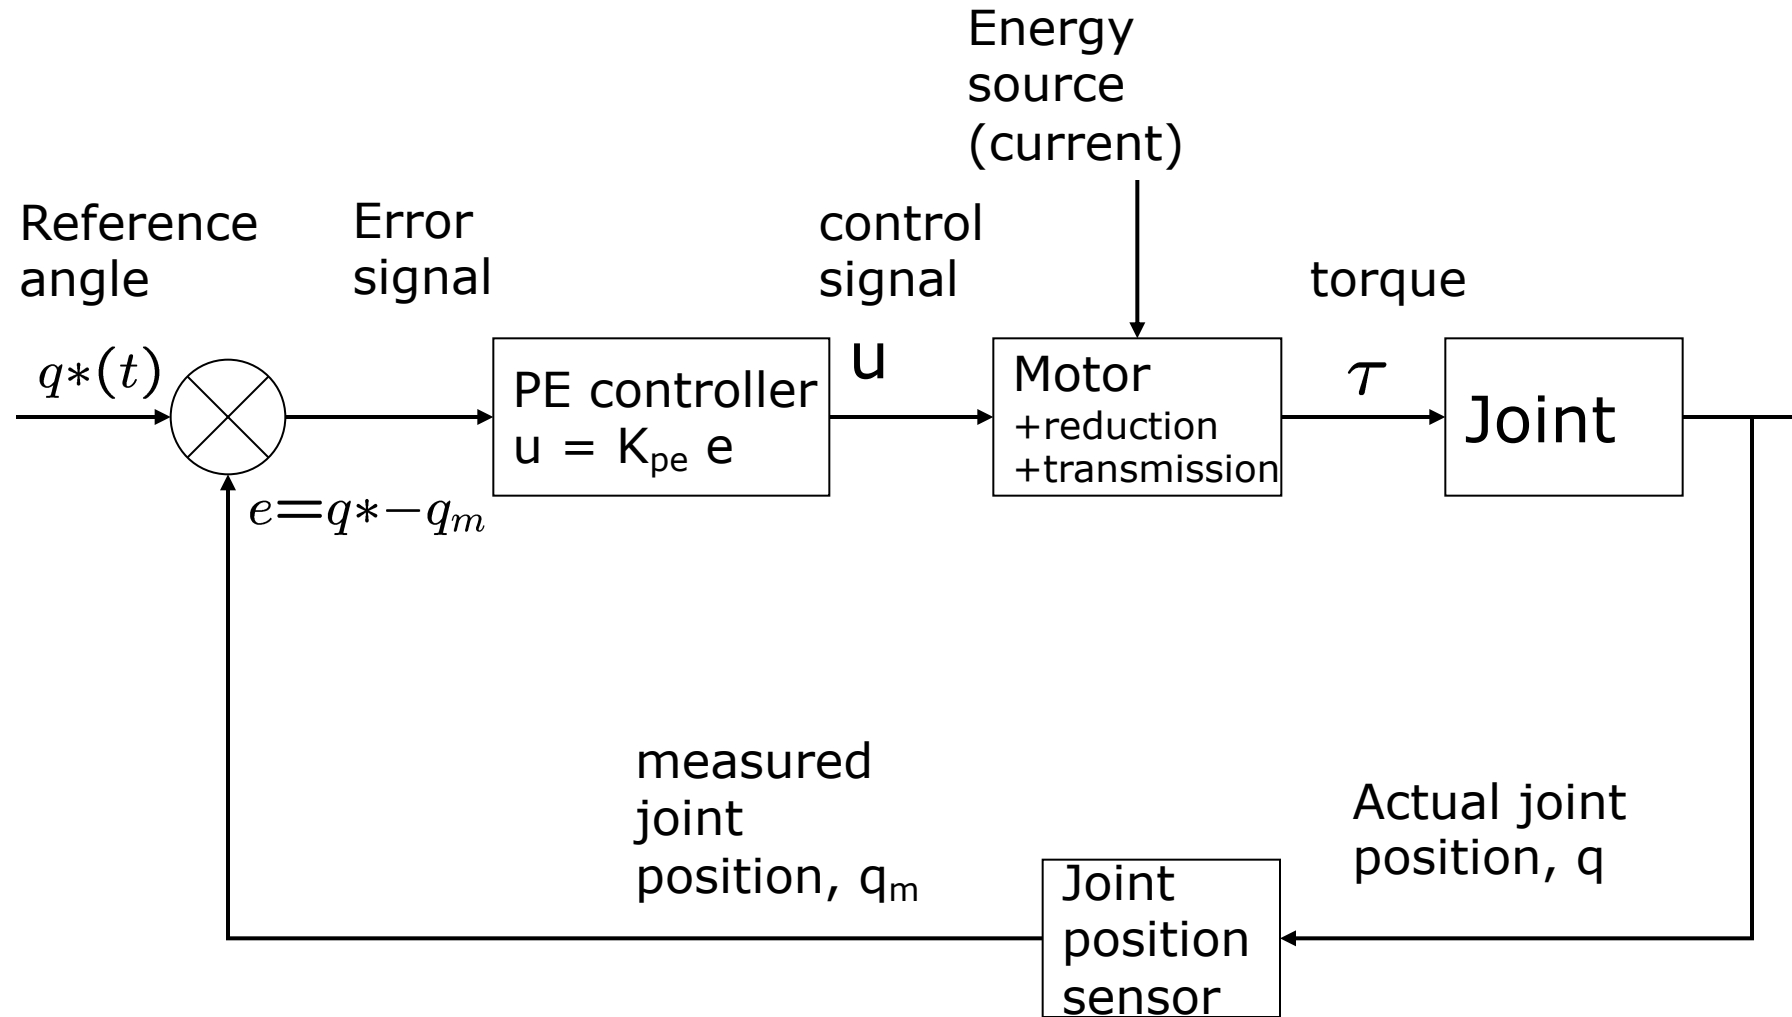 Energy
source
(current)
Reference
angle
Error
signal
control
signal
torque
q*(t)
PE controller
u = Kₚₑ e
u
Motor
+reduction
+transmission
τ
Joint
e=q*-qₘ
measured
joint
position, qₘ
Actual joint
position, q
Joint
position
sensor